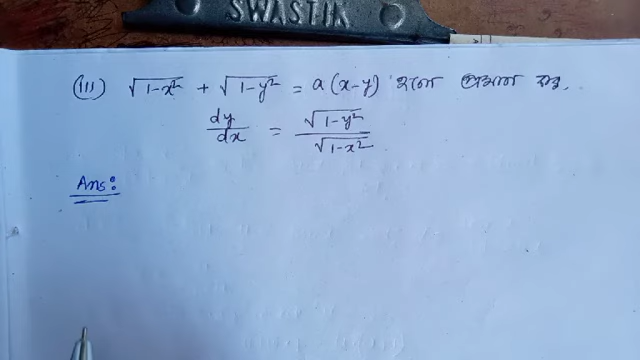 SWASTIK
(III) √1-x² + √1-y² = a(x-y) হলে প্রমাণ কর,
dy/dx = √1-y² / √1-x²
Ans: